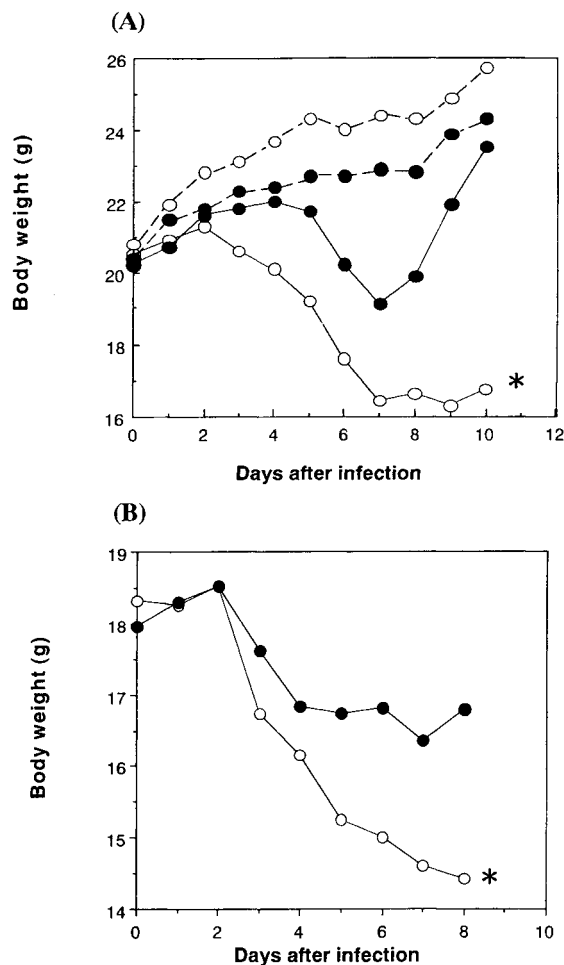 (A)
26
24
22
20
18
16
Body weight (g)
*
0 2 4 6 8 10 12
Days after infection
(B)
19
18
17
16
15
14
Body weight (g)
*
0 2 4 6 8 10
Days after infection